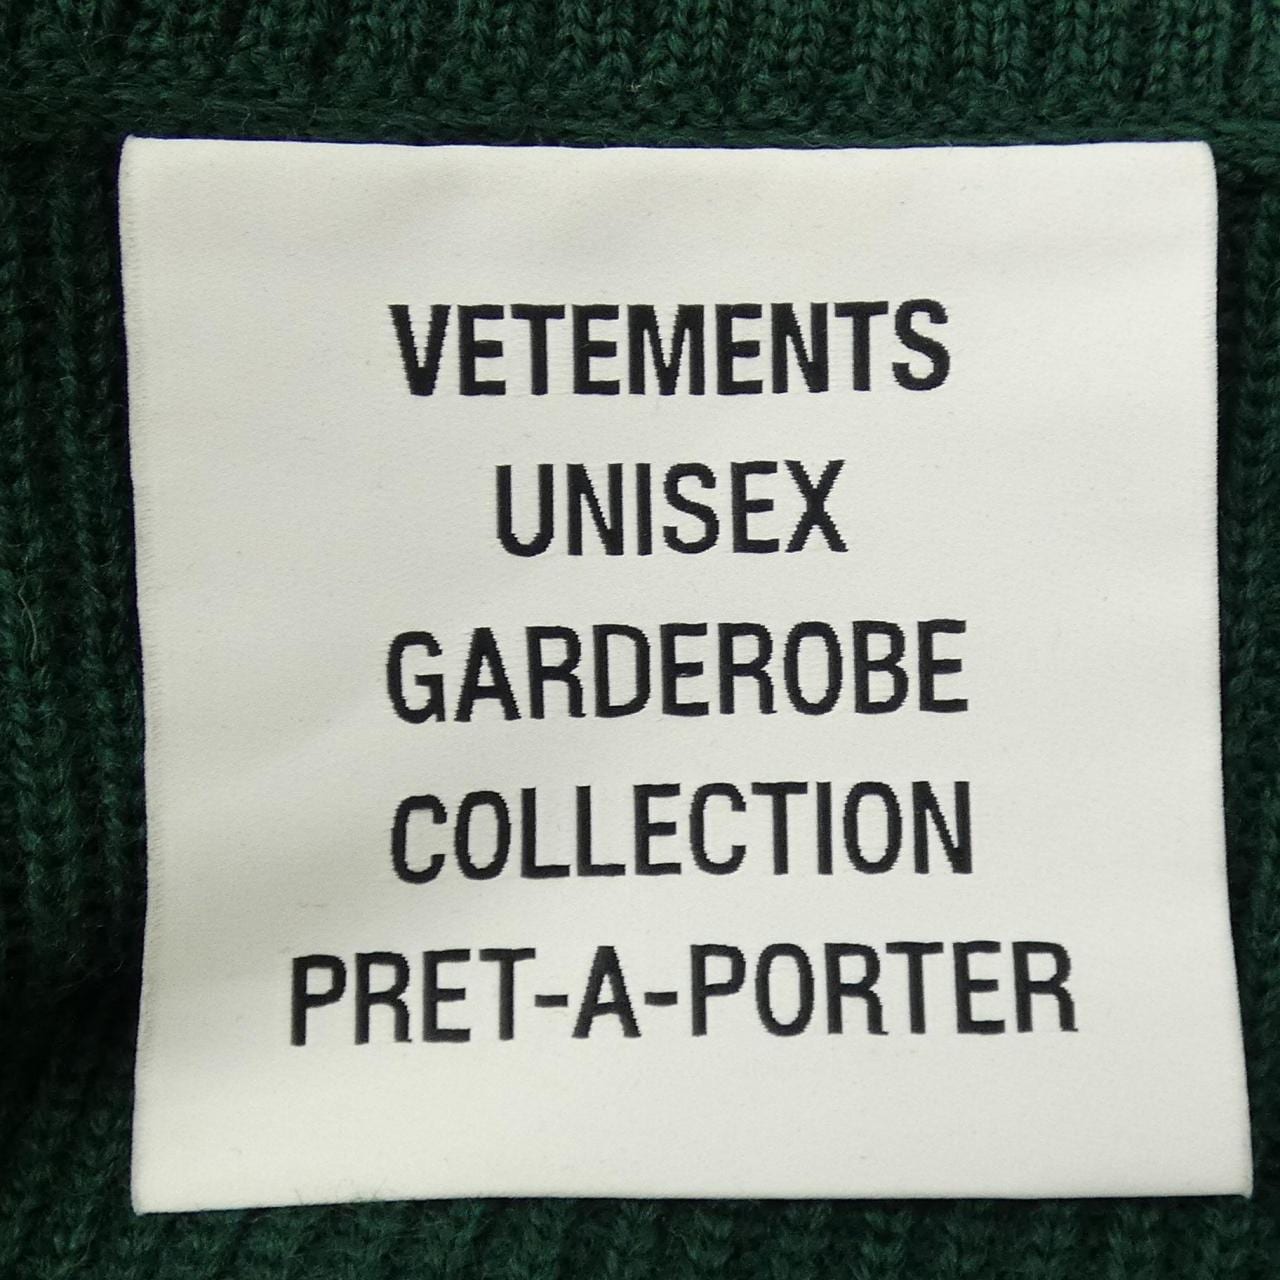 VETEMENTS
UNISEX
GARDEROBE
COLLECTION
PRET-A-PORTER